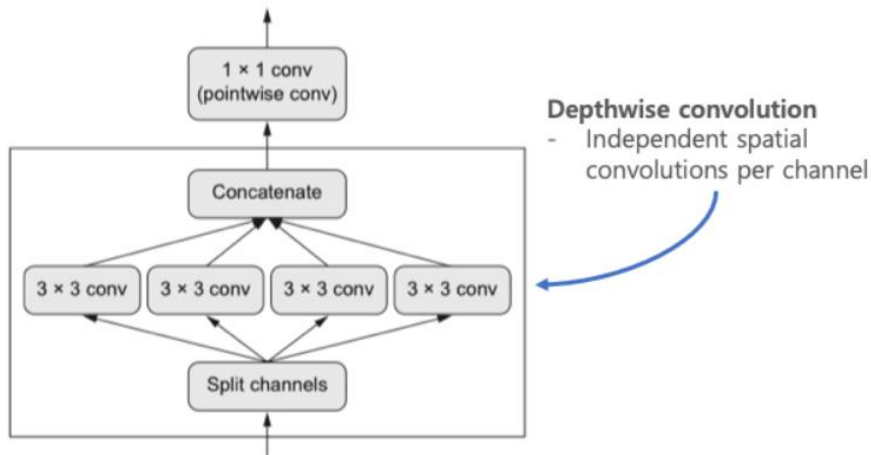 1 × 1 conv
(pointwise conv)
Depthwise convolution
- Independent spatial
convolutions per channel
Concatenate
3 × 3 conv 3 × 3 conv 3 × 3 conv 3 × 3 conv
Split channels